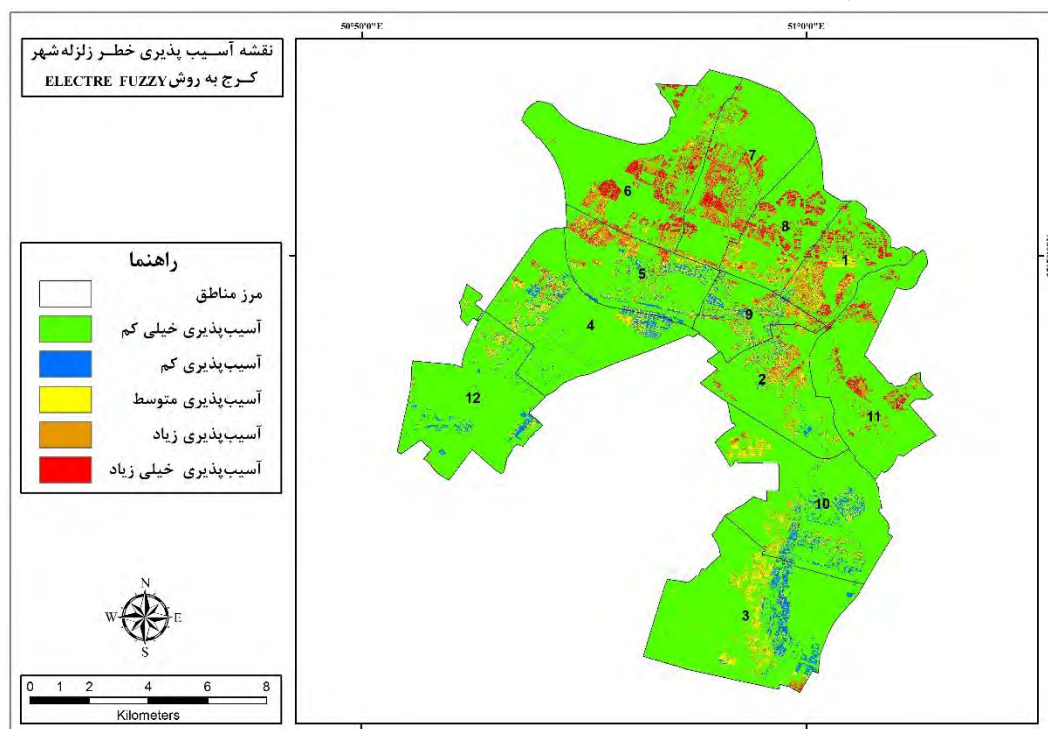 50°50'0"E
51°0'0"E
نقشه آسیب پذیری خطر زلزله شهر
کرج به روش ELECTRE FUZZY
راهنما
مرز مناطق
آسیب‌پذیری خیلی کم
آسیب‌پذیری کم
آسیب‌پذیری متوسط
آسیب‌پذیری زیاد
آسیب‌پذیری خیلی زیاد
N
W E
S
0 1 2 4 6 8
Kilometers
7
6
8
1
5
4
9
2
12
11
10
3